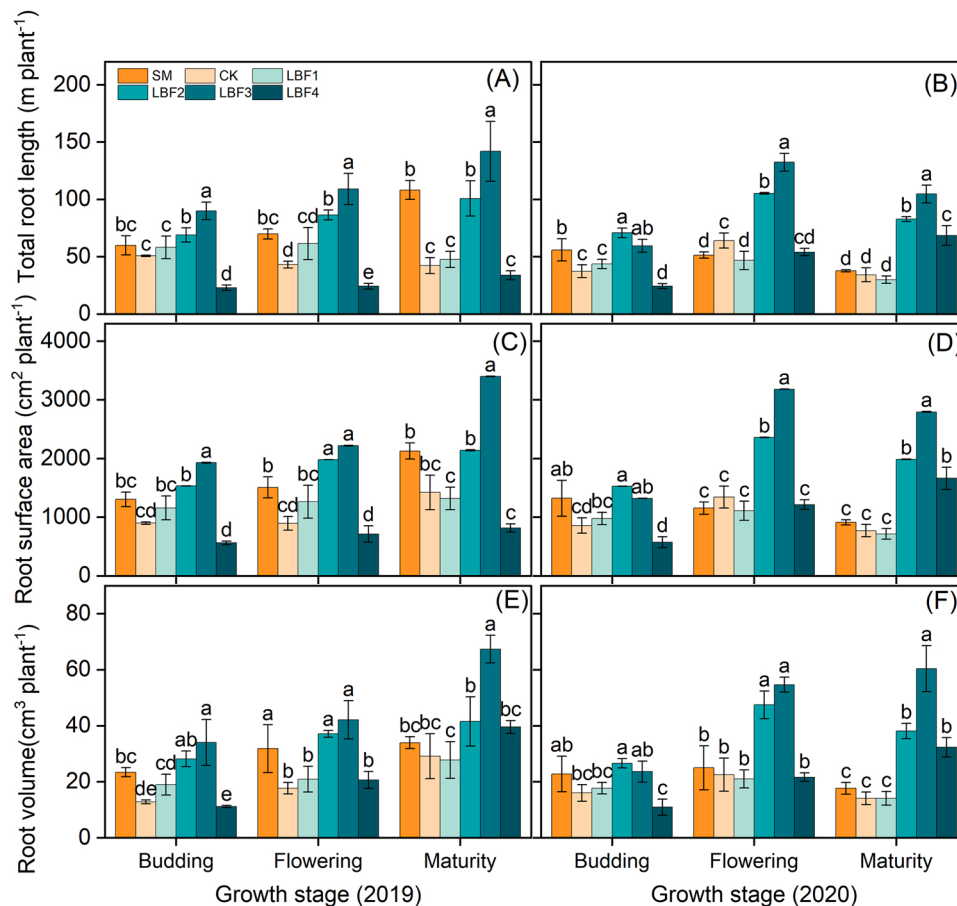 Total root length (m plant-1)
200
150
100
50
0
SM CK LBF1
LBF2 LBF3 LBF4
(A)
bc c c b a d
bc d cd b a e
b c c b a c
(B)
b c c a ab d
d c d b a cd
d d d b a c
Root surface area (cm2 plant-1)
4000
3000
2000
1000
0
(C)
bc cd bc b a d
b cd bc a a d
b bc c b a d
(D)
ab cd bc a ab d
c c c b a c
c c c b a b
Root volume(cm3 plant-1)
80
60
40
20
0
(E)
bc de cd ab a e
a b b a a b
bc bc c b a bc
(F)
ab bc bc a ab c
b b b a a b
c c c b a b
Budding Flowering Maturity
Growth stage (2019)
Budding Flowering Maturity
Growth stage (2020)